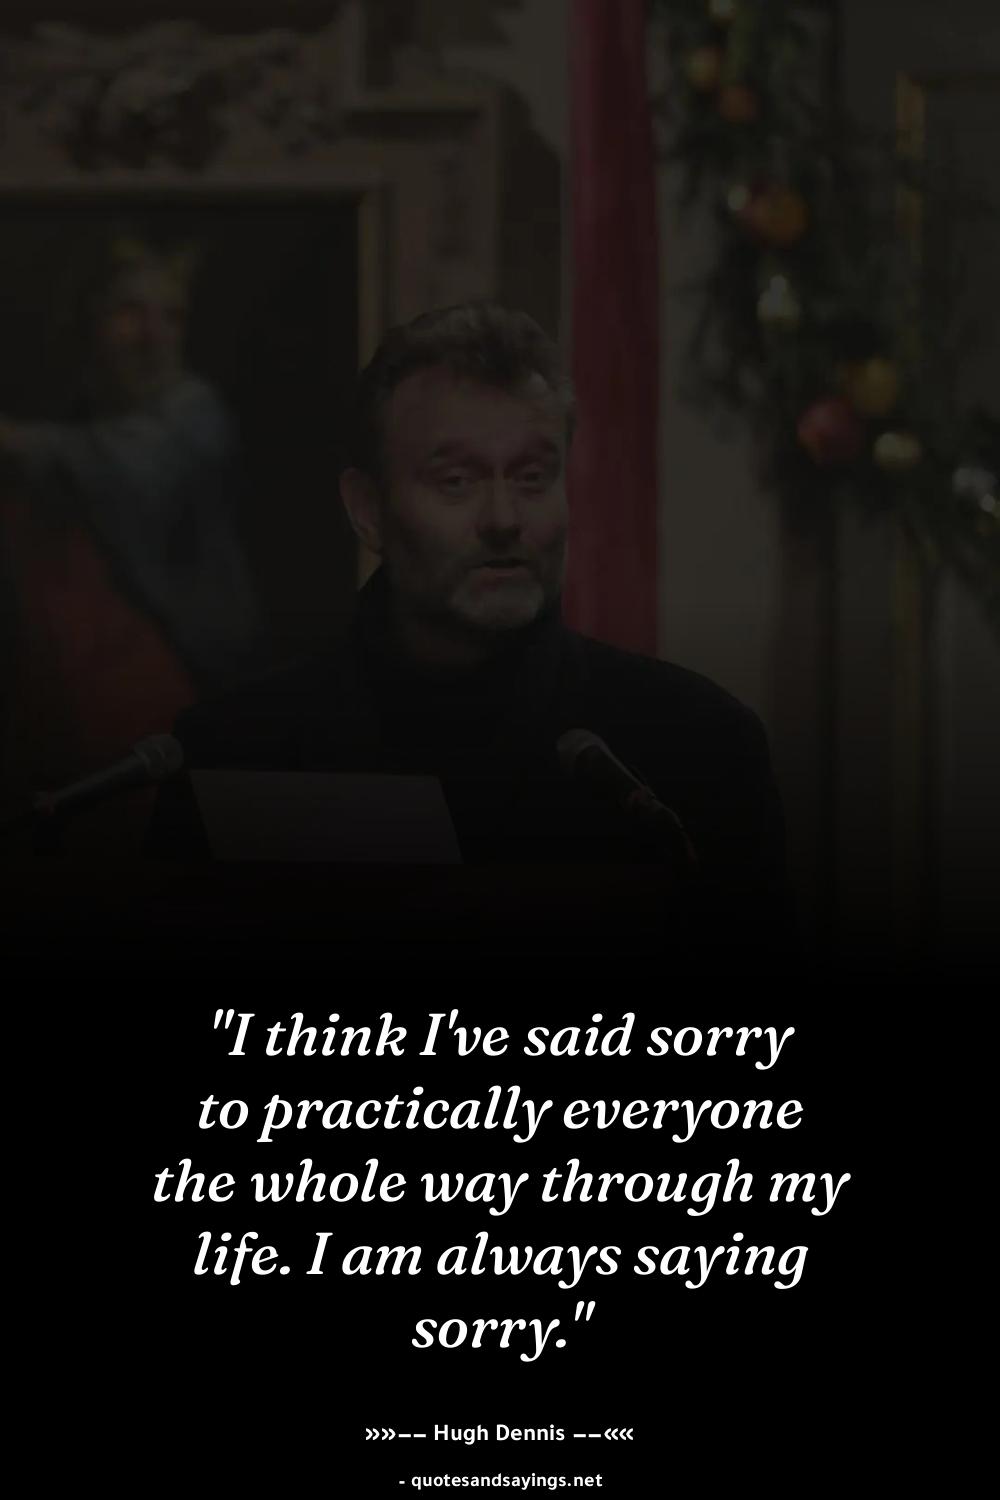 "I think I've said sorry
to practically everyone
the whole way through my
life. I am always saying
sorry."
»»–– Hugh Dennis ––««
- quotesandsayings.net